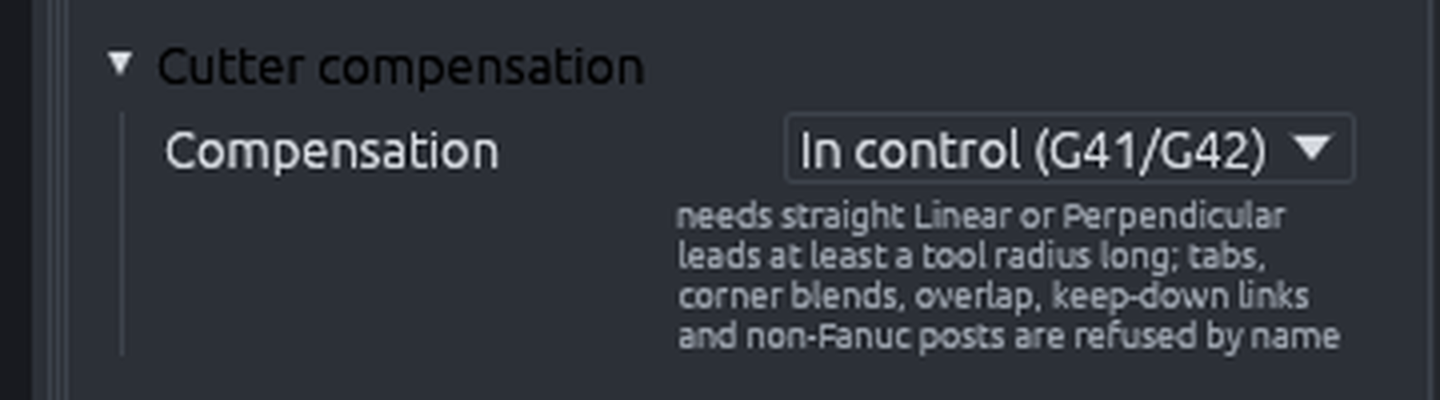 Cutter compensation
Compensation
In control (G41/G42)
needs straight Linear or Perpendicular
leads at least a tool radius long; tabs,
corner blends, overlap, keep-down links
and non-Fanuc posts are refused by name